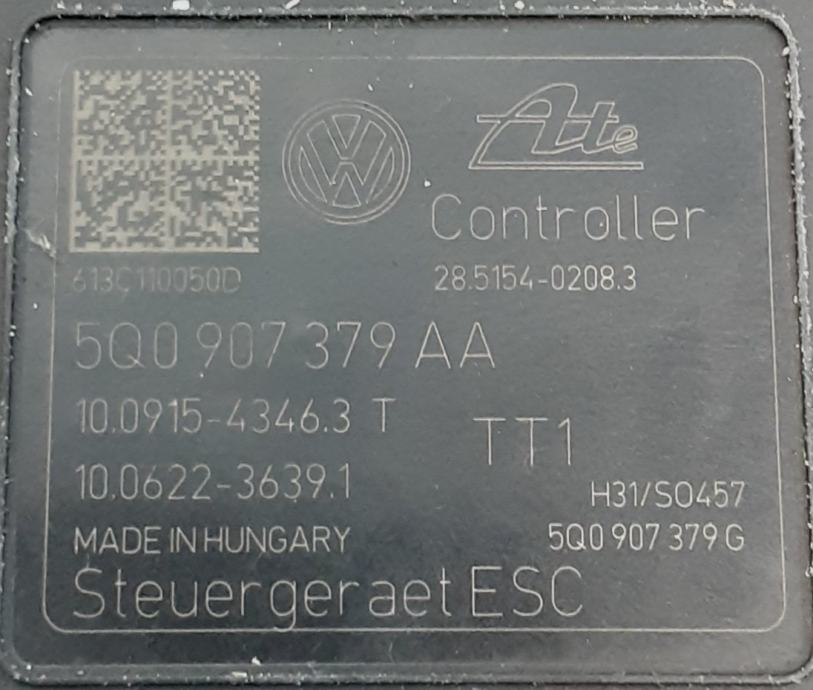 Ate
Controller
613C110050D
28.5154-0208.3
5Q0 907 379 AA
10.0915-4346.3 T
TT1
10.0622-3639.1
H31/SO457
MADE IN HUNGARY
5Q0 907 379 G
Steuergeraet ESC